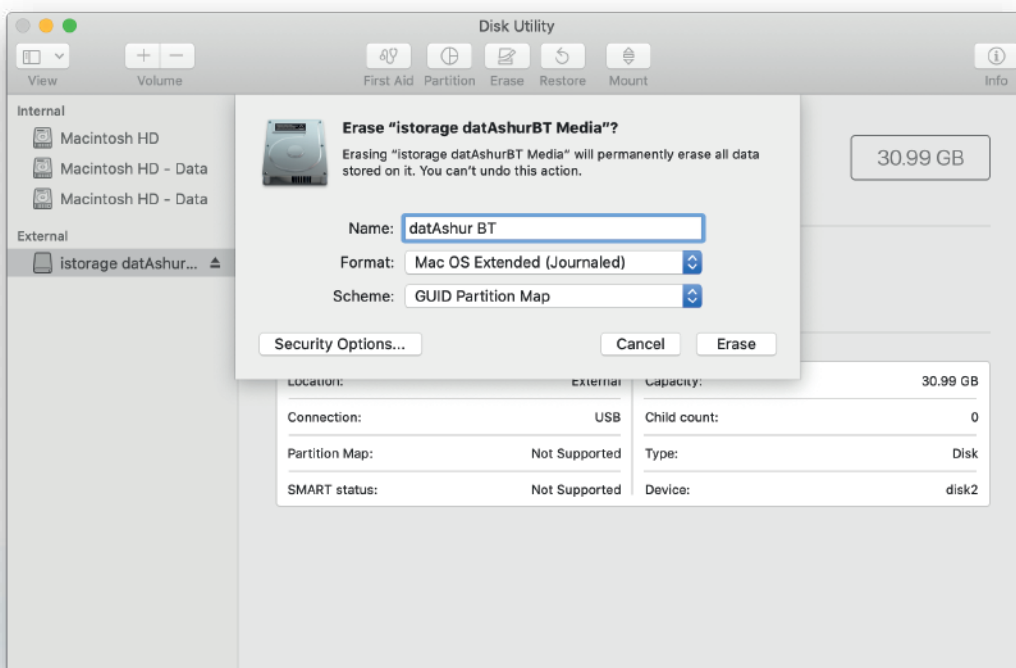 Disk Utility
View
Volume
First Aid
Partition
Erase
Restore
Mount
Info
Internal
Macintosh HD
Macintosh HD - Data
Macintosh HD - Data
External
istorage datAshur...
Erase “istorage datAshurBT Media”?
Erasing “istorage datAshurBT Media” will permanently erase all data
stored on it. You can’t undo this action.
Name: datAshur BT
Format: Mac OS Extended (Journaled)
Scheme: GUID Partition Map
Security Options...
Cancel
Erase
30.99 GB
Location: External
Capacity: 30.99 GB
Connection: USB
Child count: 0
Partition Map: Not Supported
Type: Disk
SMART status: Not Supported
Device: disk2